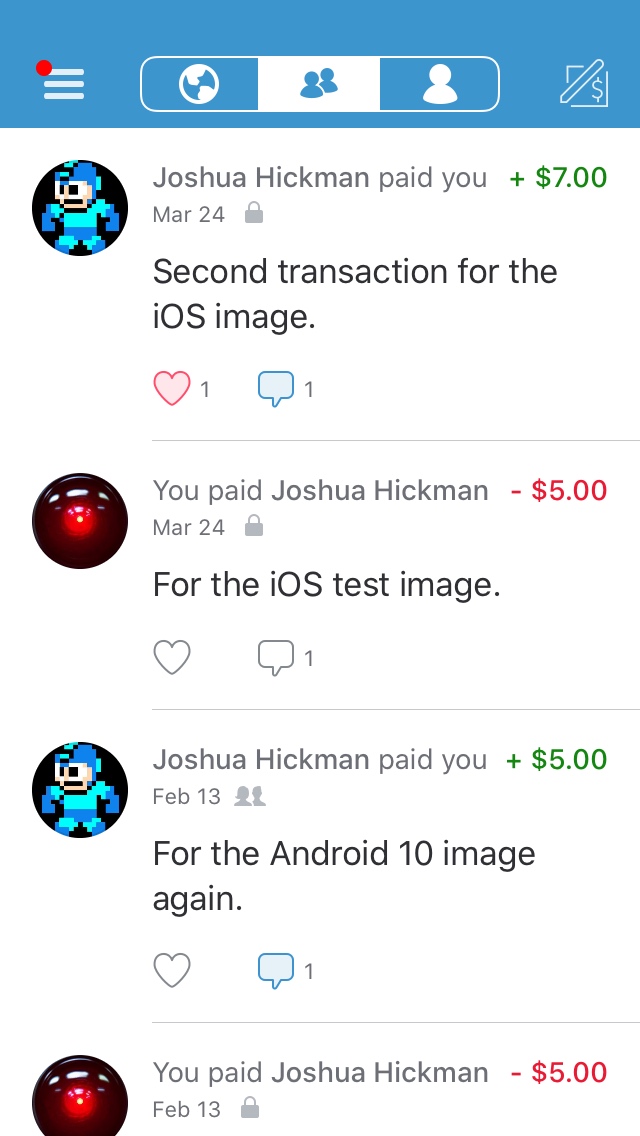 $
Joshua Hickman paid you + $7.00
Mar 24
Second transaction for the
iOS image.
1 1
You paid Joshua Hickman - $5.00
Mar 24
For the iOS test image.
1
Joshua Hickman paid you + $5.00
Feb 13
For the Android 10 image
again.
1
You paid Joshua Hickman - $5.00
Feb 13